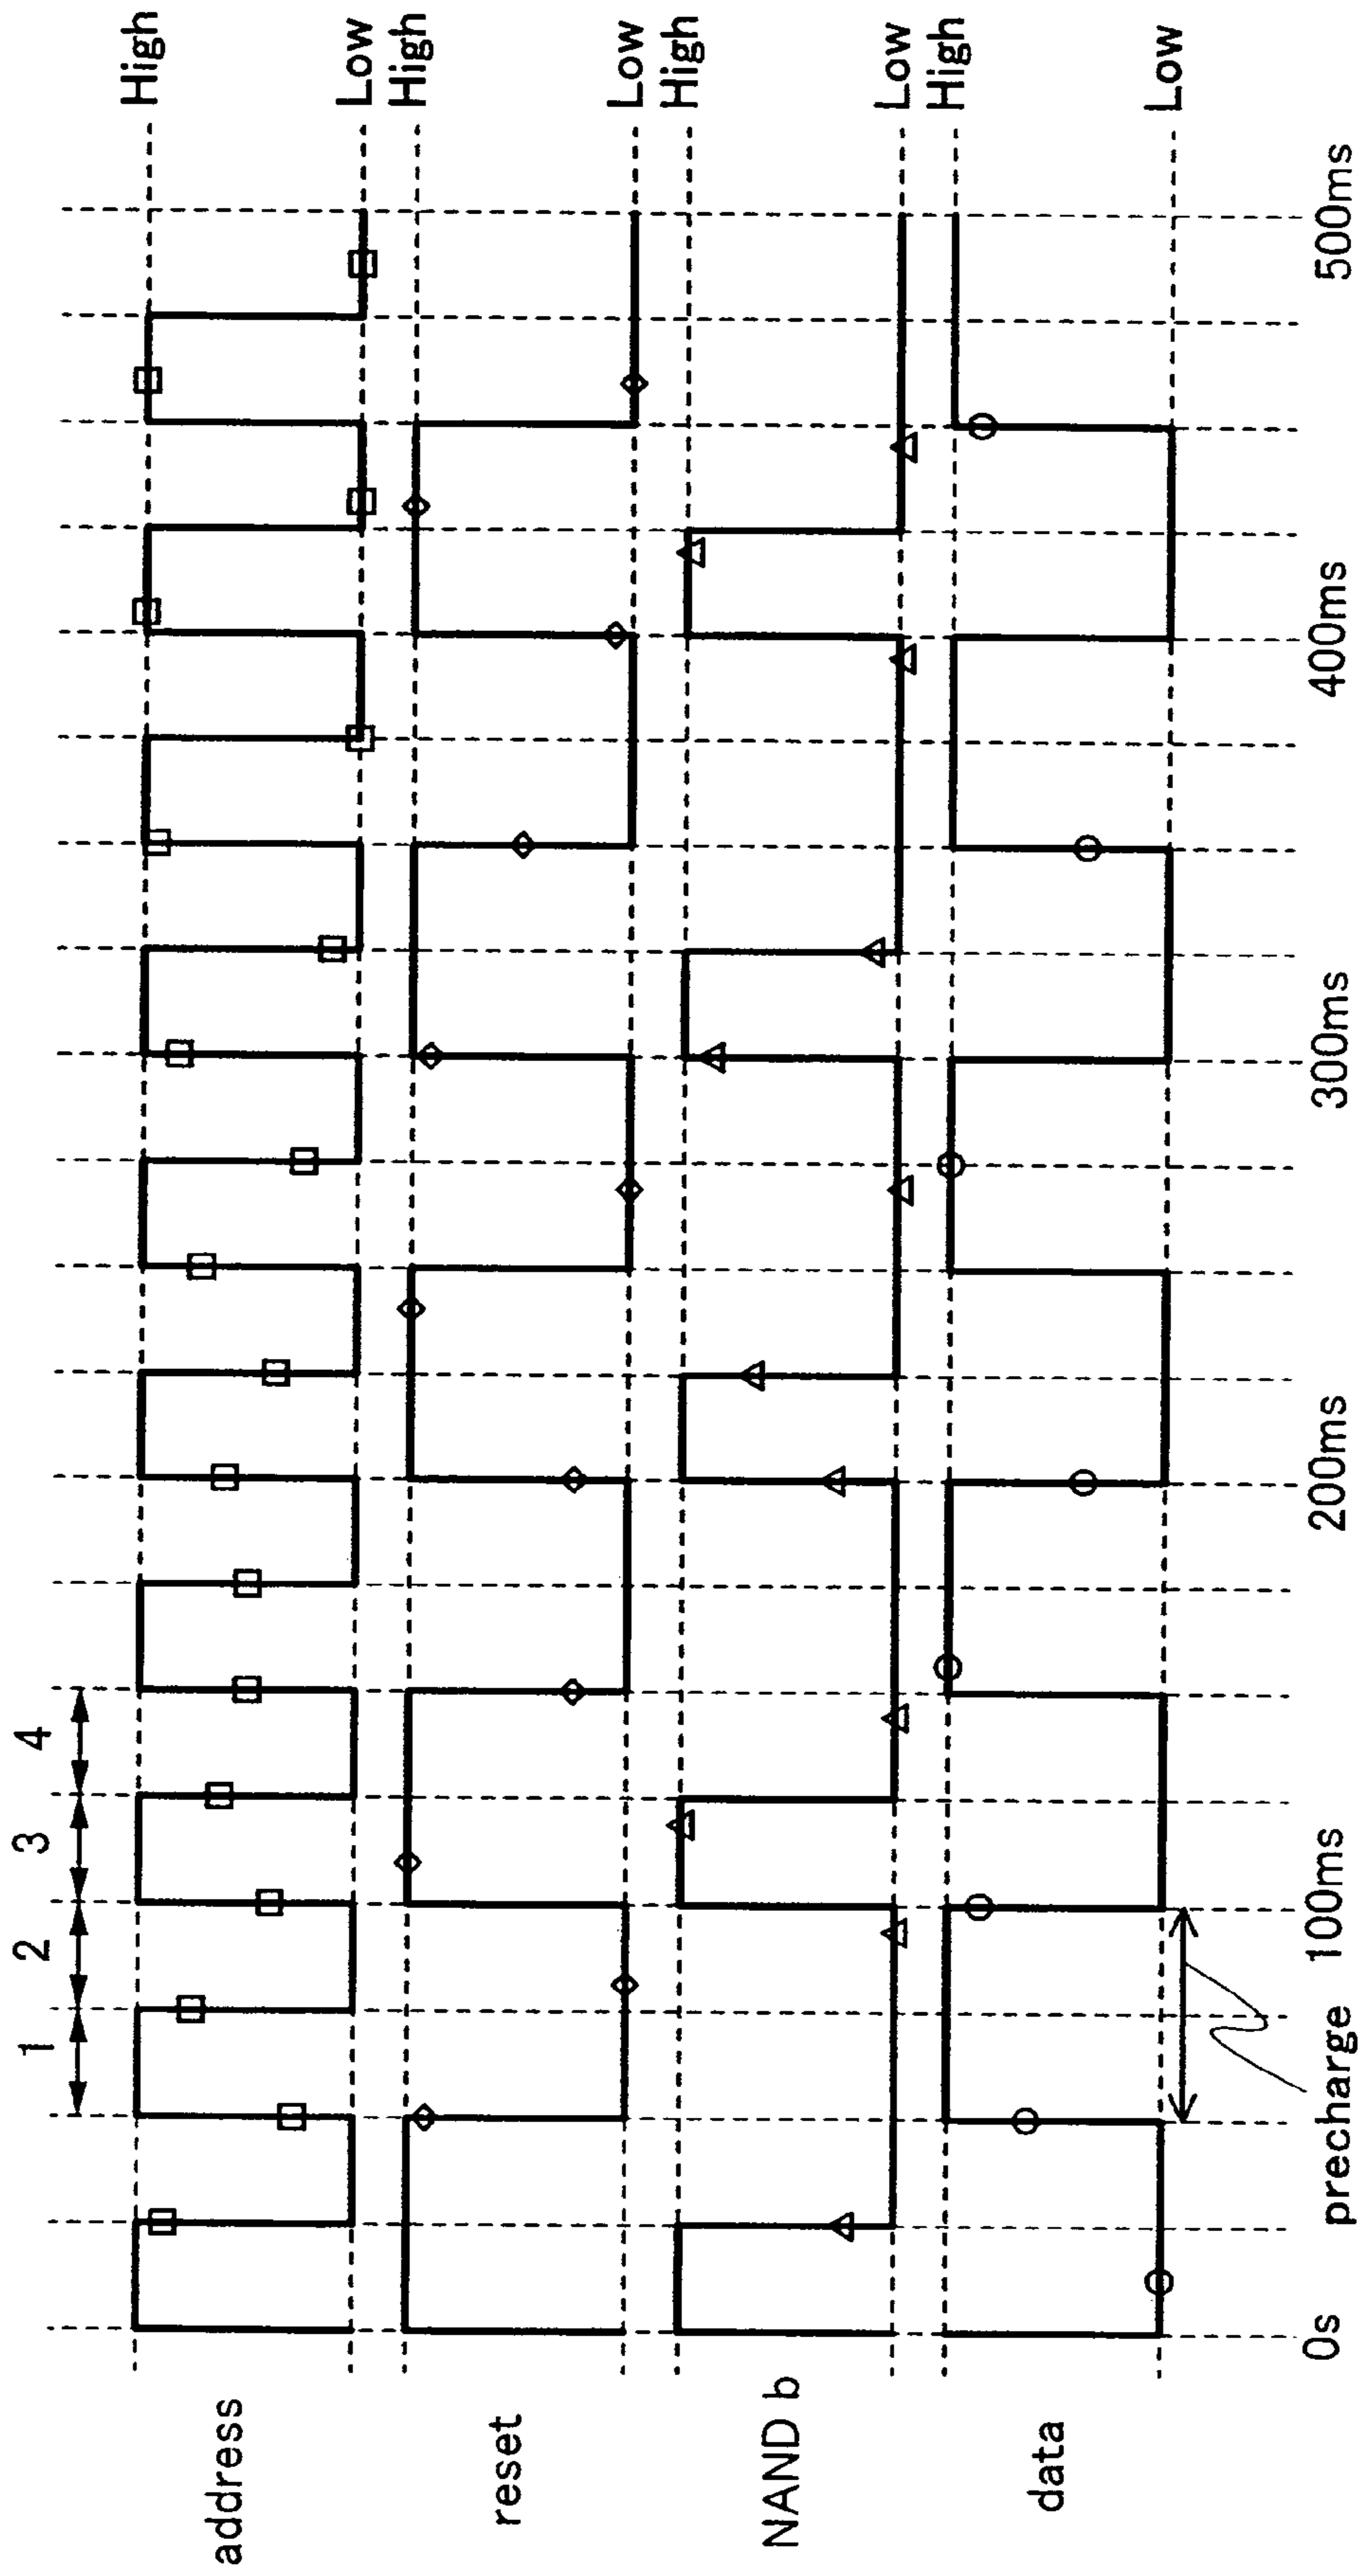 1 2 3 4
address
High
Low
reset
High
Low
NAND b
High
Low
data
High
Low
precharge
0s 100ms 200ms 300ms 400ms 500ms